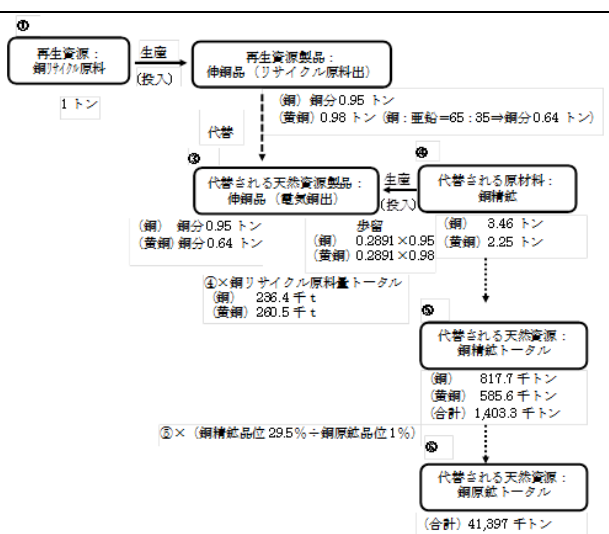 ①
再生資源：
銅ﾘｻｲｸﾙ原料
生産
(投入)
再生資源製品：
伸銅品（リサイクル原料出）
1 トン
(銅) 銅分0.95 トン
(黄銅) 0.98 トン (銅：亜鉛=65：35⇒銅分0.64 トン)
代替
③
代替される天然資源製品：
伸銅品（電気銅出）
生産
(投入)
④
代替される原材料：
銅精鉱
(銅) 銅分0.95 トン
(黄銅) 銅分0.64 トン
歩留
(銅) 0.2891×0.95
(黄銅) 0.2891×0.98
(銅) 3.46 トン
(黄銅) 2.25 トン
④×銅リサイクル原料量トータル
(銅) 236.4 千ｔ
(黄銅) 260.5 千ｔ
⑤
代替される天然資源：
銅精鉱トータル
(銅) 817.7 千トン
(黄銅) 585.6 千トン
(合計) 1,403.3 千トン
⑤×（銅精鉱品位 29.5%÷銅原鉱品位 1%）
⑥
代替される天然資源：
銅原鉱トータル
(合計) 41,397 千トン